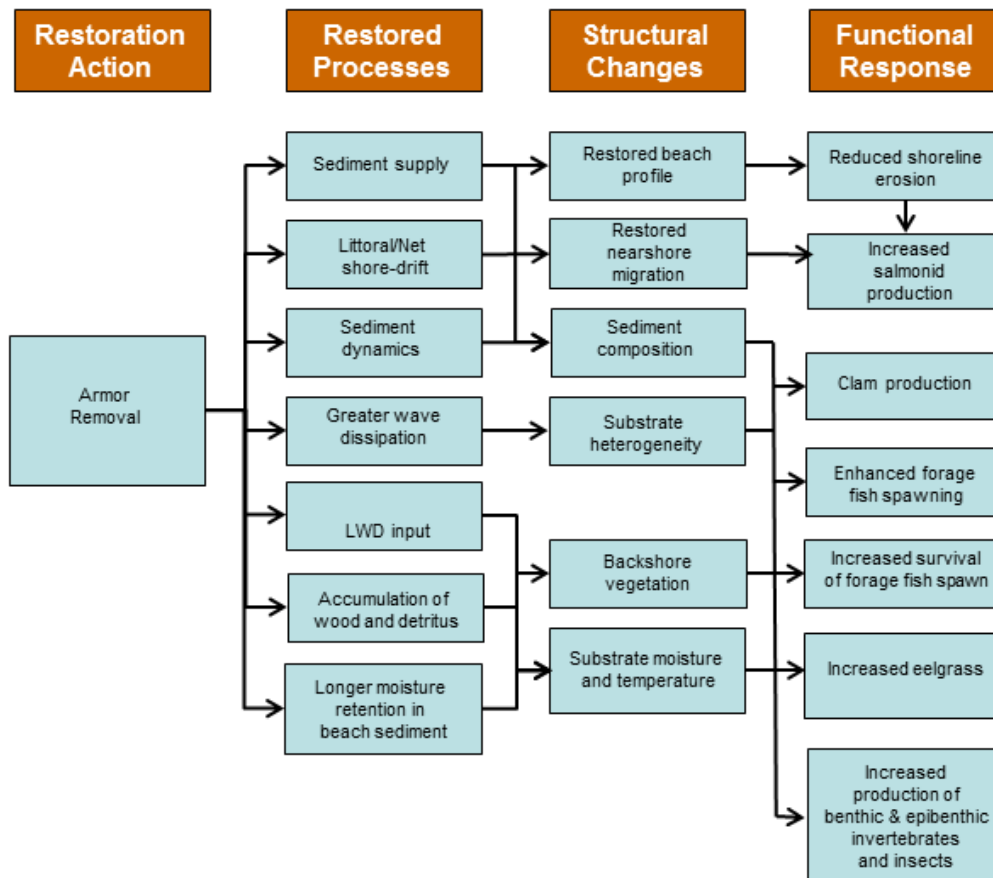 Restoration
Action
Restored
Processes
Structural
Changes
Functional
Response
Armor
Removal
Sediment supply
Littoral/Net
shore-drift
Sediment
dynamics
Greater wave
dissipation
LWD input
Accumulation of
wood and detritus
Longer moisture
retention in
beach sediment
Restored beach
profile
Restored
nearshore
migration
Sediment
composition
Substrate
heterogeneity
Backshore
vegetation
Substrate moisture
and temperature
Reduced shoreline
erosion
Increased
salmonid
production
Clam production
Enhanced forage
fish spawning
Increased survival
of forage fish spawn
Increased eelgrass
Increased
production of
benthic & epibenthic
invertebrates
and insects